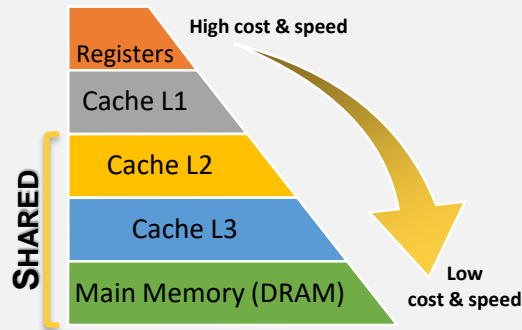 High cost & speed
Registers
Cache L1
Cache L2
Cache L3
Main Memory (DRAM)
SHARED
Low
cost & speed